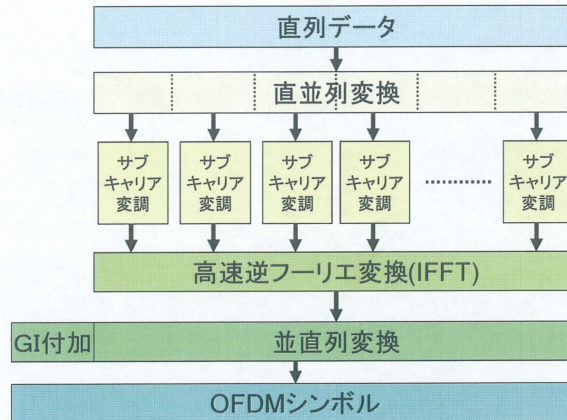 直列データ
直並列変換
サブ
キャリア
変調
サブ
キャリア
変調
サブ
キャリア
変調
サブ
キャリア
変調
サブ
キャリア
変調
高速逆フーリエ変換(IFFT)
GI付加
並直列変換
OFDMシンボル